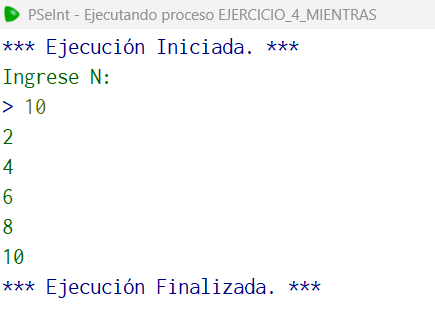 PSeInt - Ejecutando proceso EJERCICIO_4_MIENTRAS
*** Ejecución Iniciada. ***
Ingrese N:
> 10
2
4
6
8
10
*** Ejecución Finalizada. ***